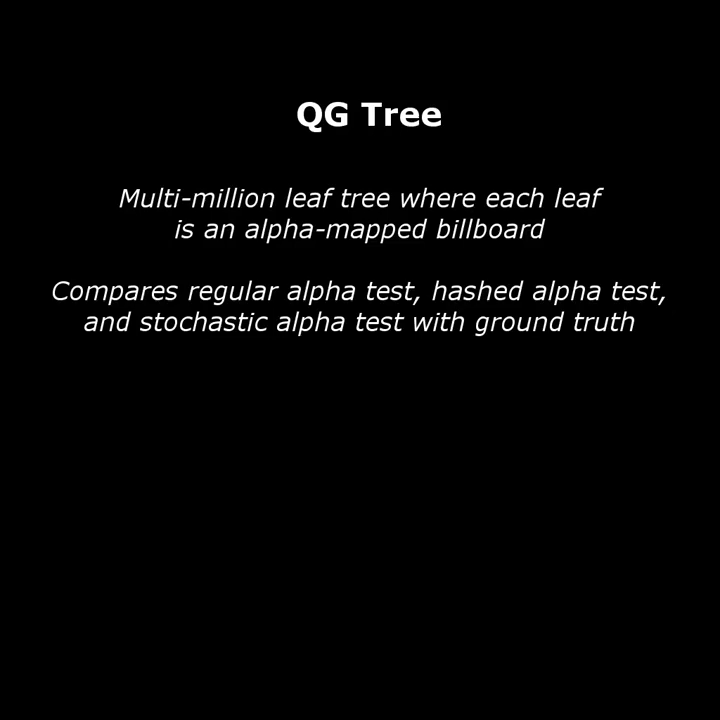 QG Tree
Multi-million leaf tree where each leaf
is an alpha-mapped billboard
Compares regular alpha test, hashed alpha test,
and stochastic alpha test with ground truth